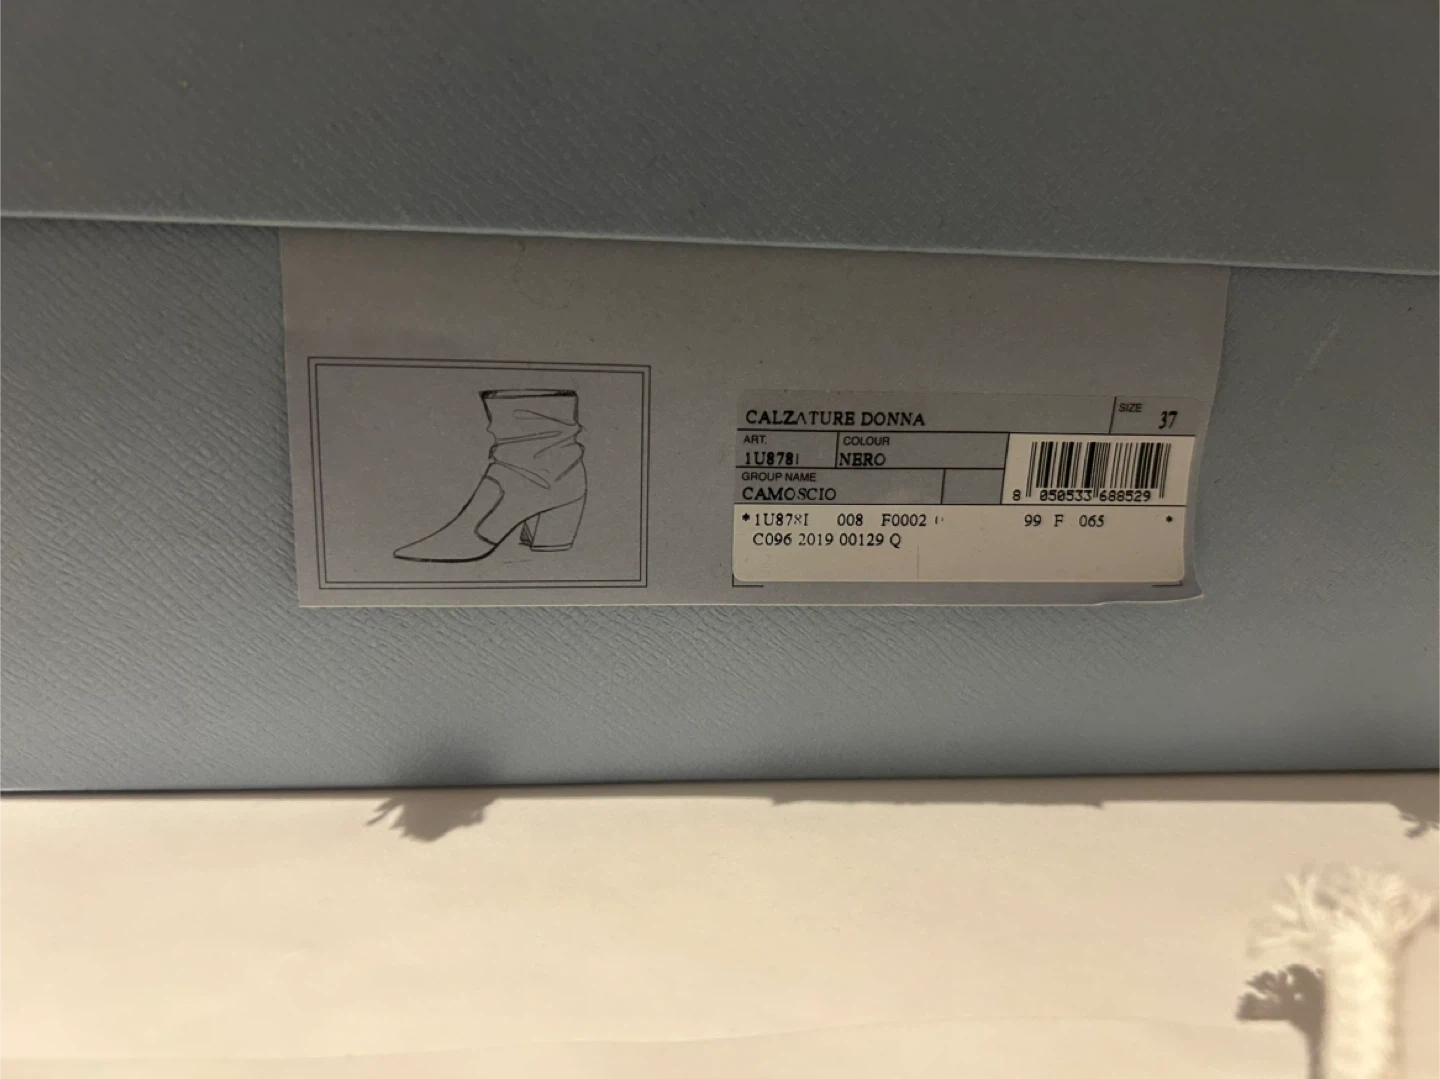 CALZATURE DONNA
SIZE
37
ART.
COLOUR
1U878I
NERO
GROUP NAME
CAMOSCIO
8 050533 688529
*1U878I 008 F0002 99 F 065 *
C096 2019 00129 Q